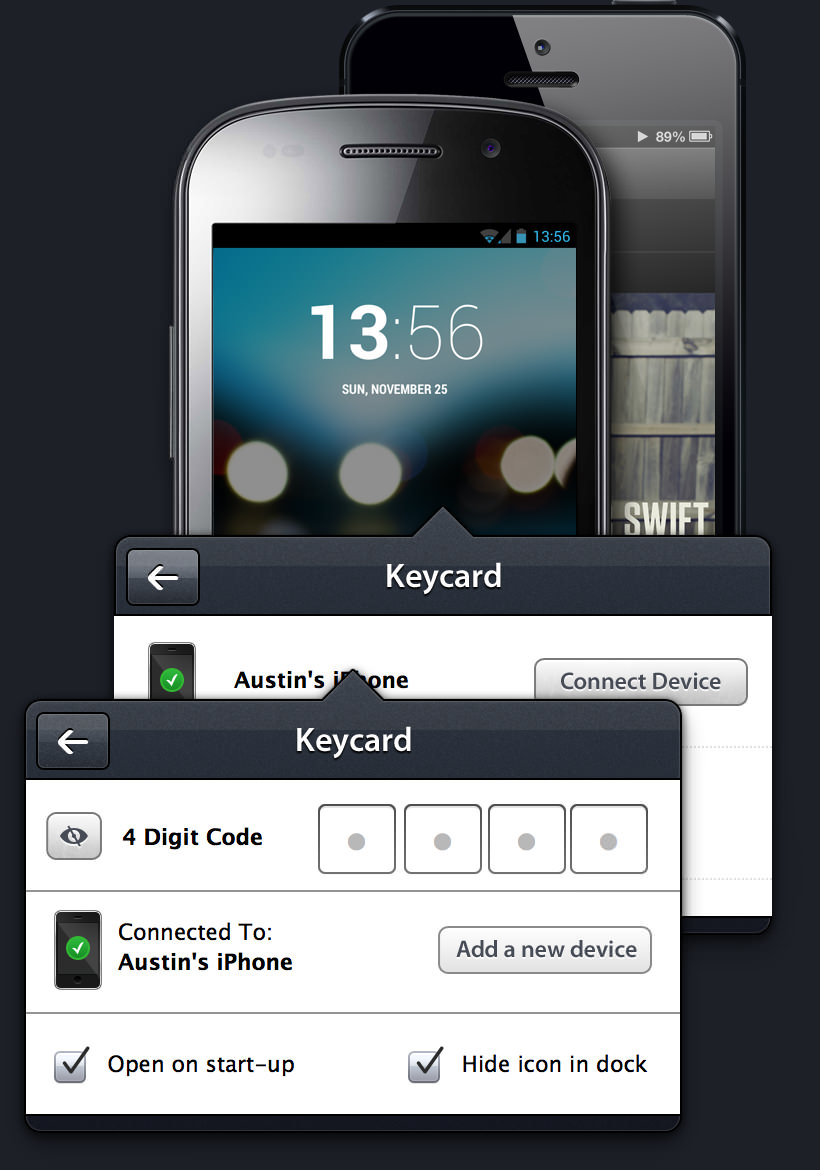 89%
13:56
13:56
SUN, NOVEMBER 25
SWIFT
Keycard
Austin's iPhone
Connect Device
Keycard
4 Digit Code
Connected To:
Austin's iPhone
Add a new device
Open on start-up
Hide icon in dock